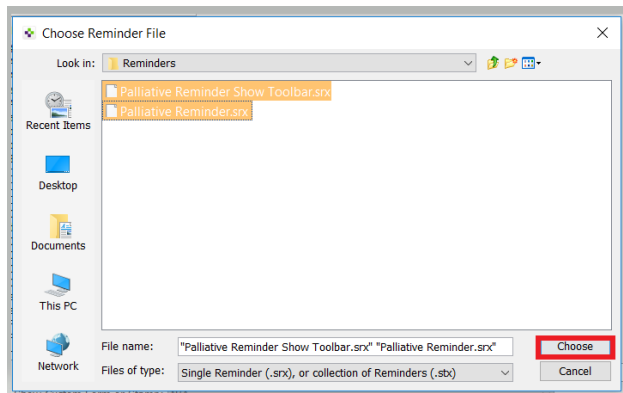 Choose Reminder File
Look in: Reminders
Palliative Reminder Show Toolbar.srx
Palliative Reminder.srx
Recent Items
Desktop
Documents
This PC
Network
File name: "Palliative Reminder Show Toolbar.srx" "Palliative Reminder.srx" Choose
Files of type: Single Reminder (.srx), or collection of Reminders (.stx) Cancel